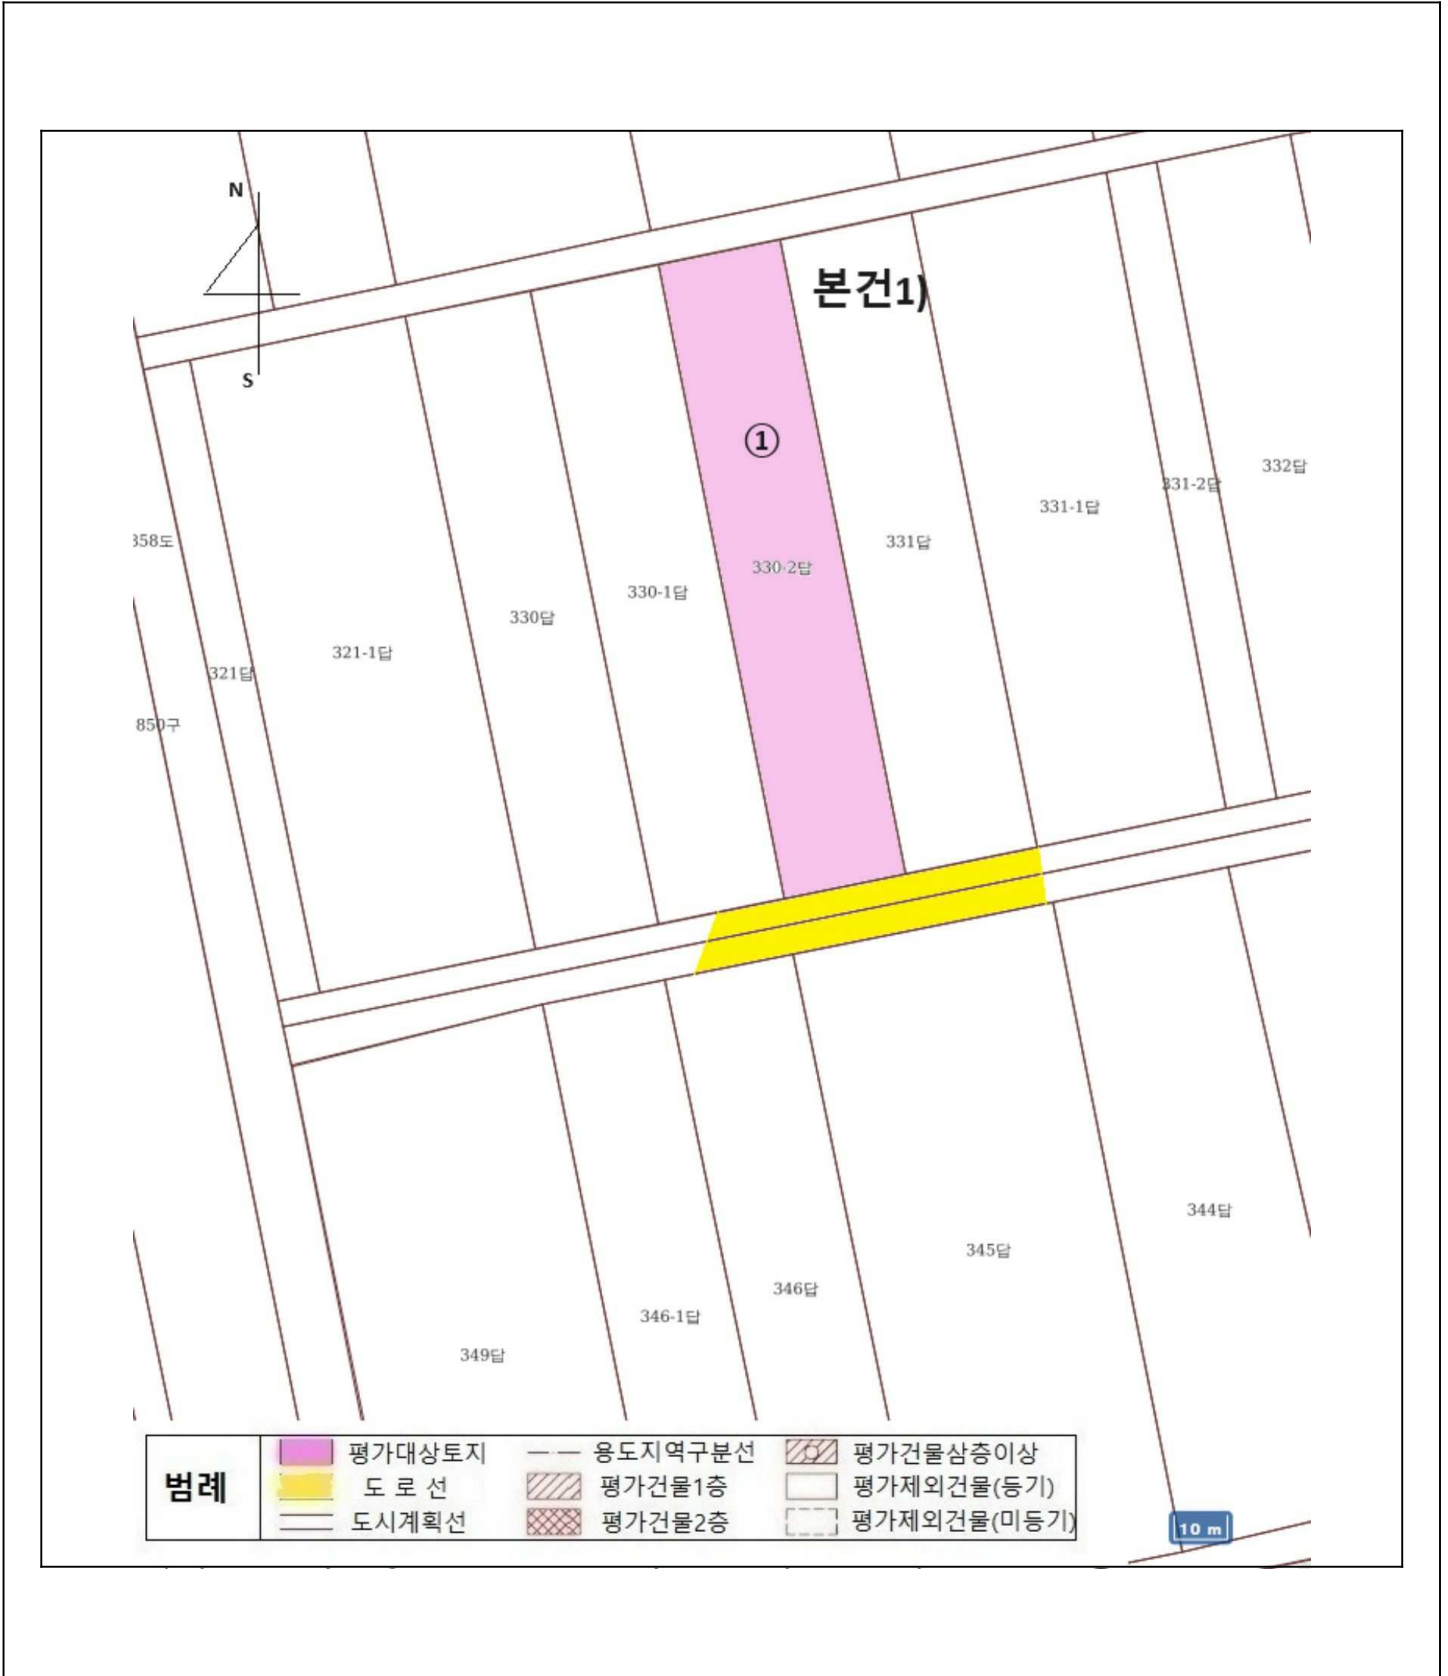 N
본건1)
S
①
332답
331-2답
331-1답
358도
331답
330-2답
330-1답
330답
321-1답
321답
850구
344답
345답
346답
346-1답
349답
범례
평가대상토지
용도지역구분선
평가건물삼층이상
도 로 선
평가건물1층
평가제외건물(등기)
도시계획선
평가건물2층
평가제외건물(미등기)
10 m